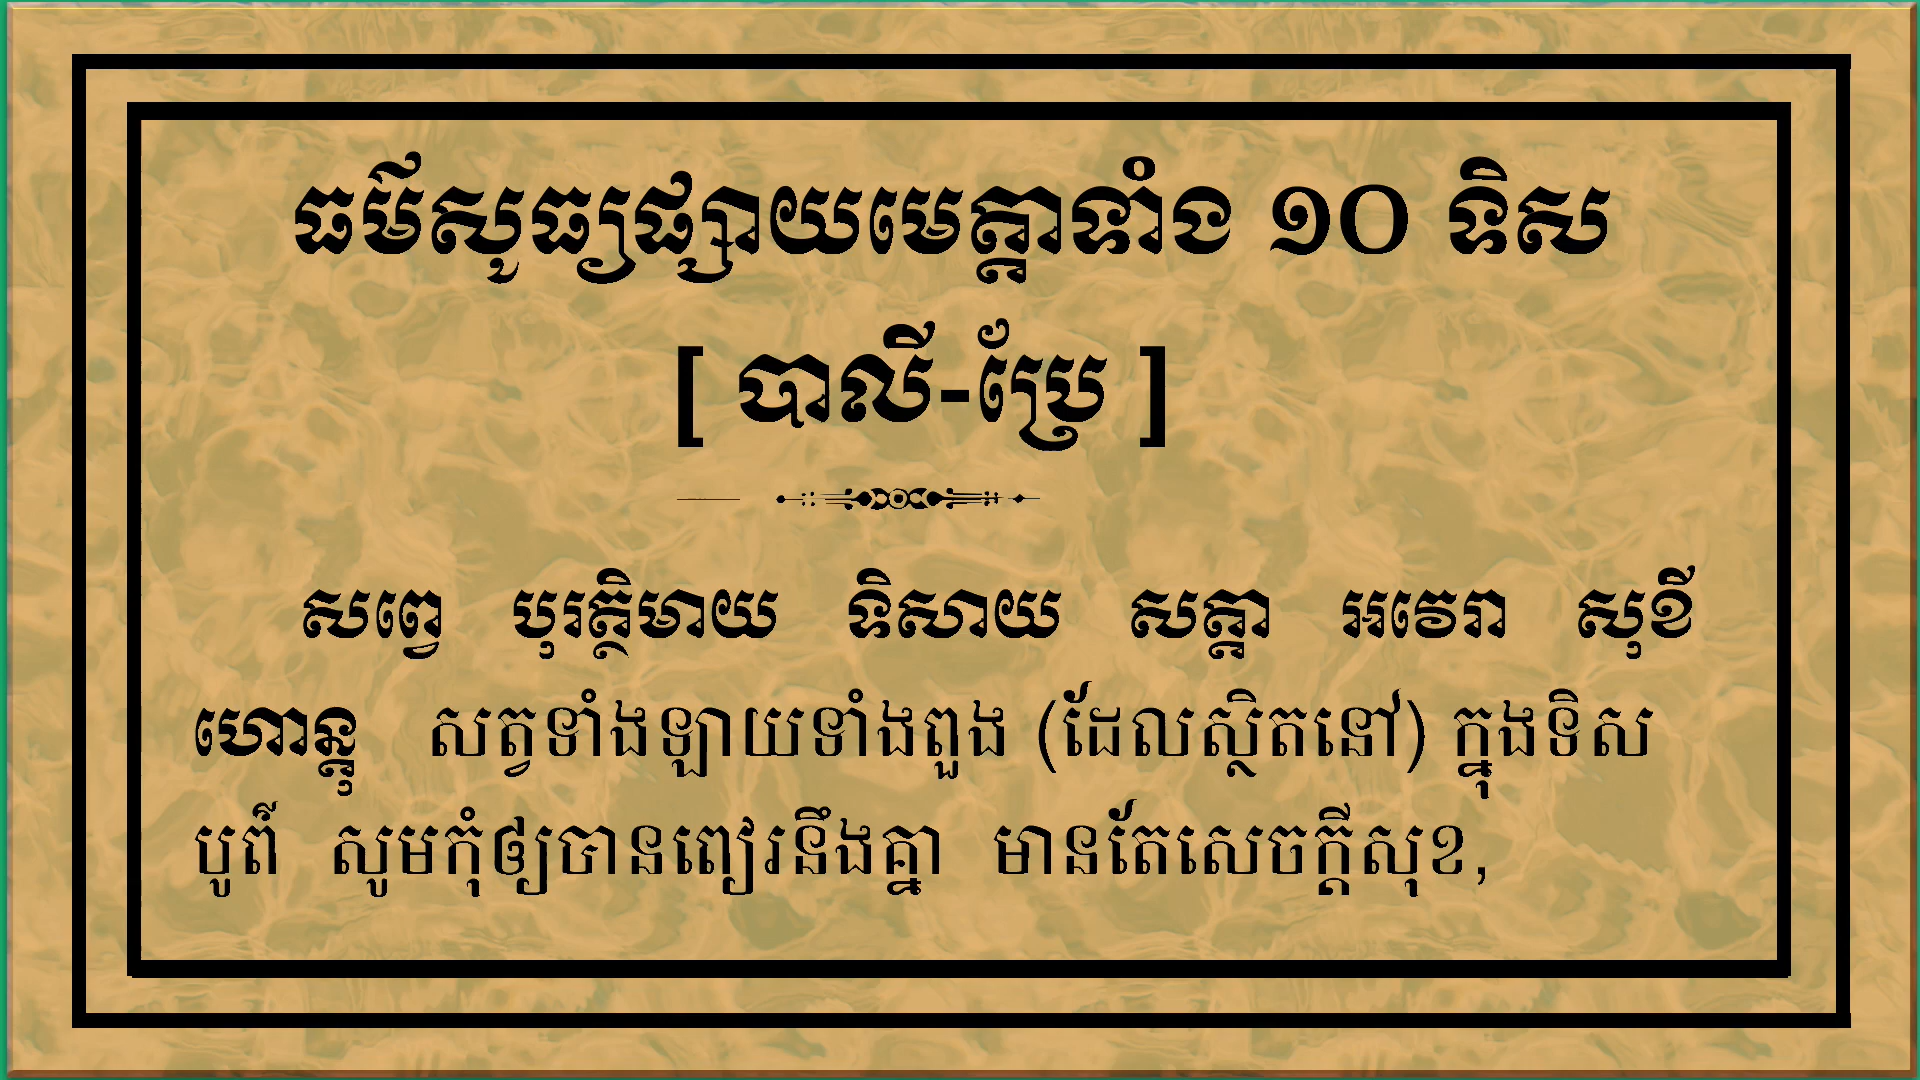 ធម៌សូធ្យផ្សាយមេត្តាទាំង ១០ ទិស
[ បាលី-ប្រែ ]
សព្វេ បុរត្ថិមាយ ទិសាយ សត្តា អវេរា សុខី
ហោន្តុ សត្វទាំងឡាយទាំងពួង (ដែលស្ថិតនៅ) ក្នុងទិស
បូព៌ សូមកុំឲ្យបានពៀរនឹងគ្នា មានតែសេចក្តីសុខ,